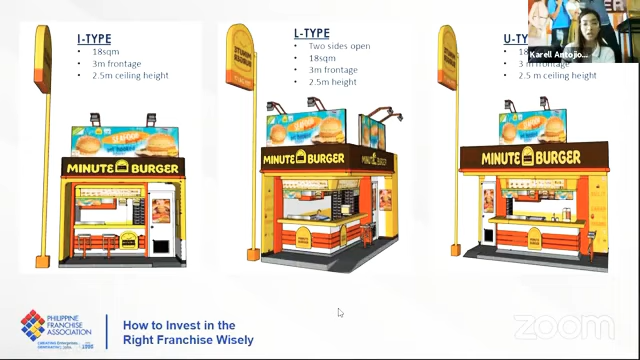 I-TYPE
• 18sqm
• 3m frontage
• 2.5m ceiling height
L-TYPE
• Two sides open
• 18sqm
• 3m frontage
• 2.5m height
U-TY
• 18
• 3 m frontage
• 2.5 m ceiling height
Karell Antojio...
MINUTE BURGER
MINUTE BURGER
MINUTE BURGER
PHILIPPINE
FRANCHISE
ASSOCIATION
How to Invest in the
Right Franchise Wisely
zoom